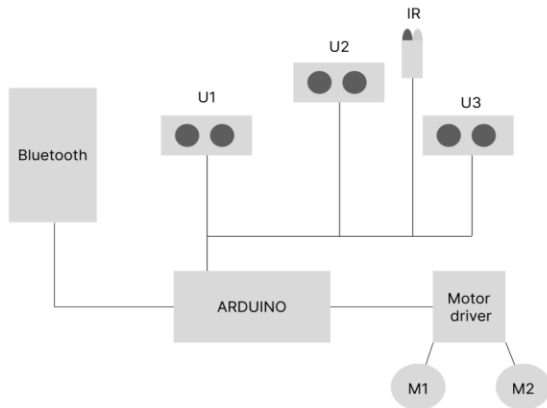 IR
U2
U1
U3
Bluetooth
ARDUINO
Motor
driver
M1
M2